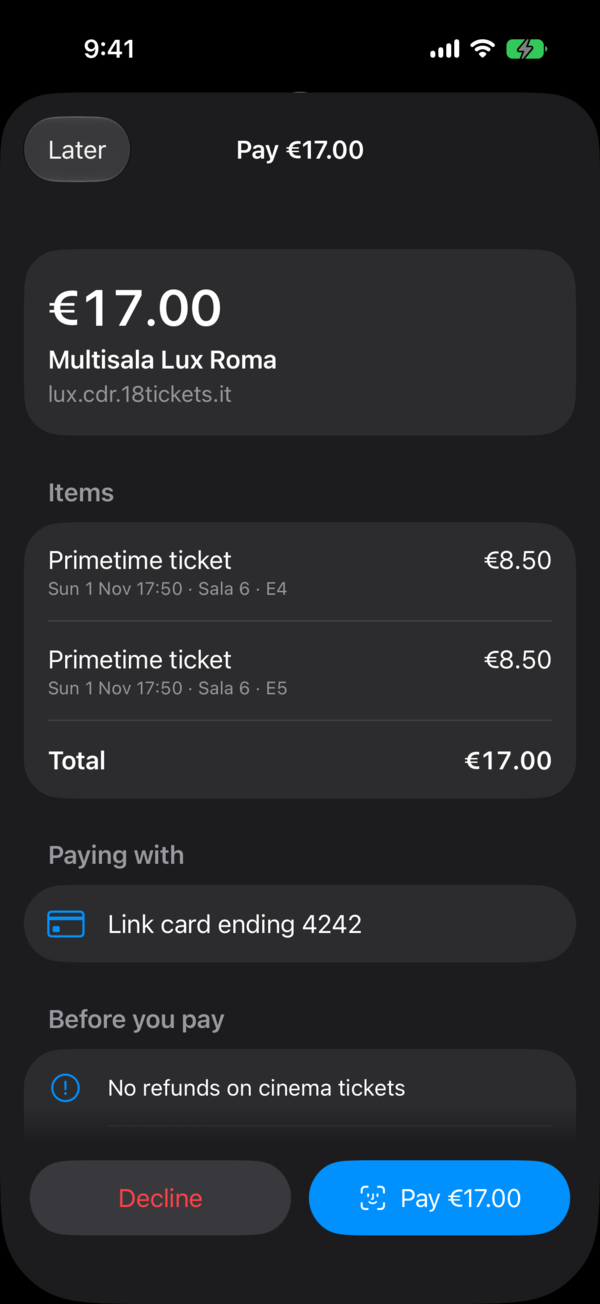 9:41
Later
Pay €17.00
€17.00
Multisala Lux Roma
lux.cdr.18tickets.it
Items
Primetime ticket €8.50
Sun 1 Nov 17:50 · Sala 6 · E4
Primetime ticket €8.50
Sun 1 Nov 17:50 · Sala 6 · E5
Total €17.00
Paying with
Link card ending 4242
Before you pay
No refunds on cinema tickets
Decline
Pay €17.00